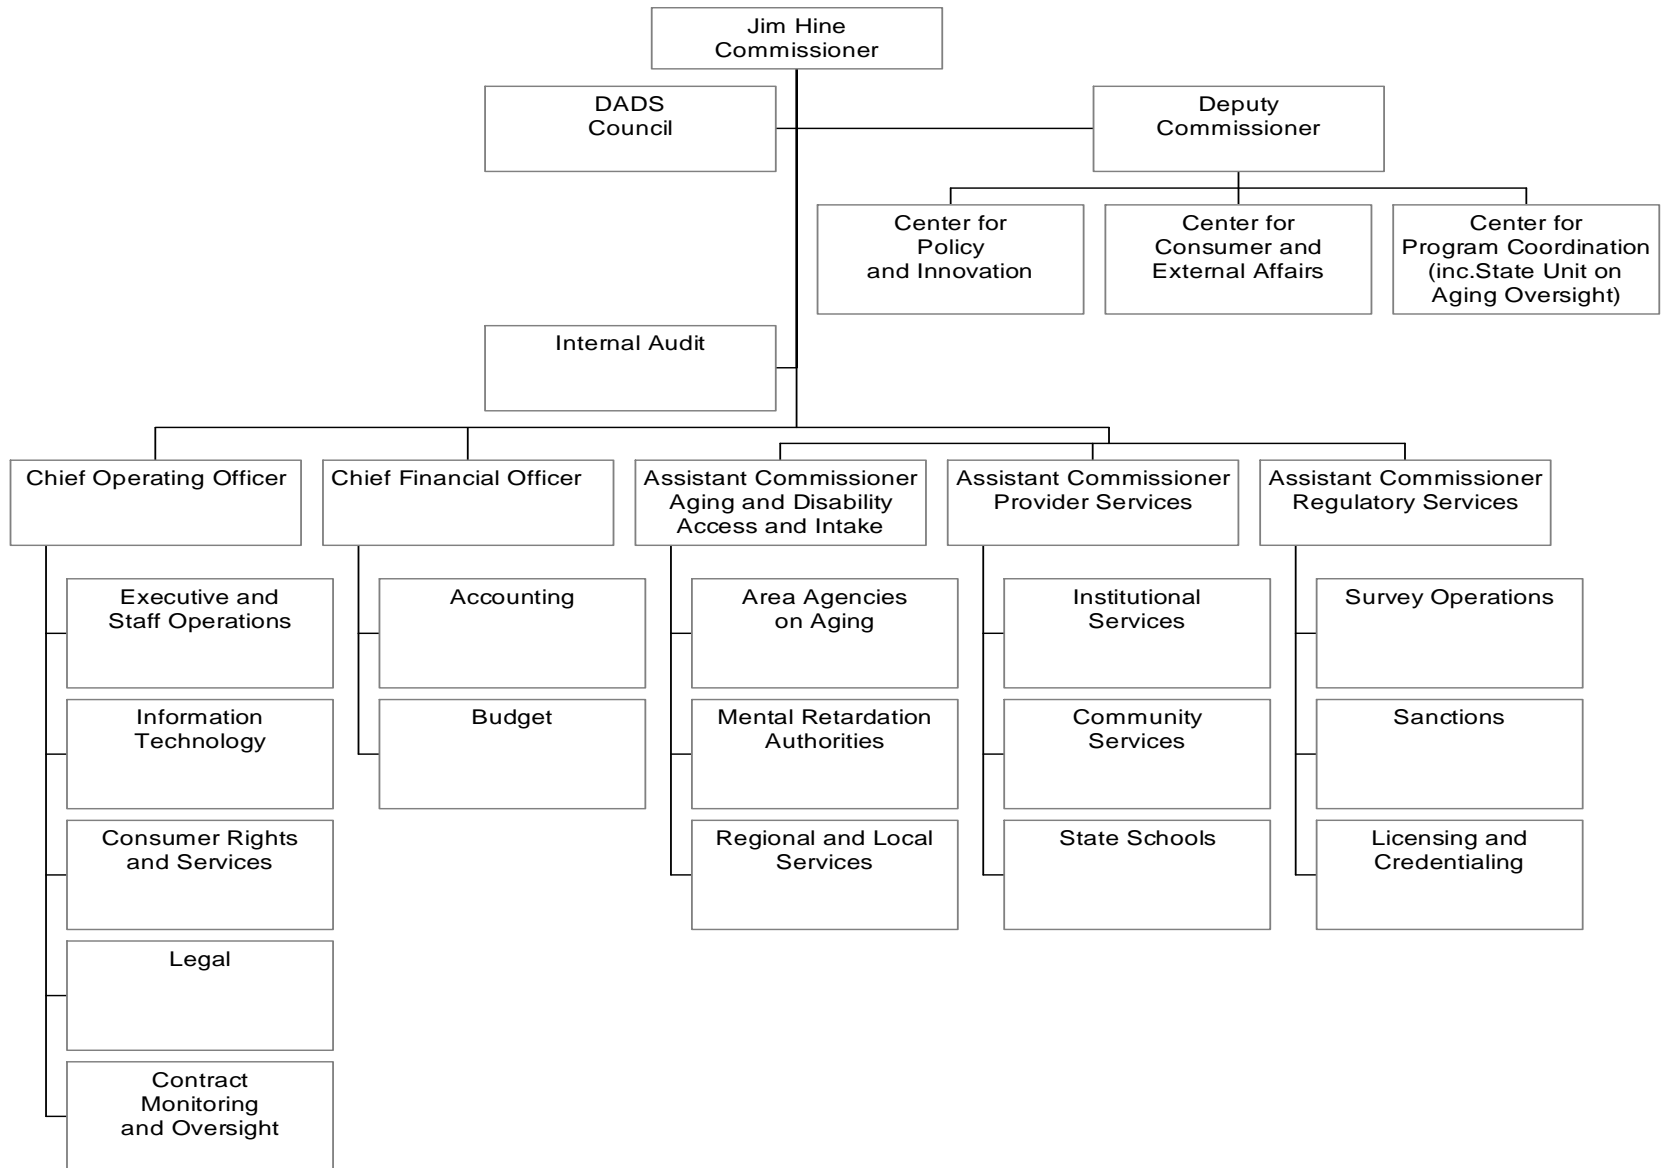 Jim Hine
Commissioner
DADS
Council
Deputy
Commissioner
Center for
Policy
and Innovation
Center for
Consumer and
External Affairs
Center for
Program Coordination
(inc.State Unit on
Aging Oversight)
Internal Audit
Chief Operating Officer
Chief Financial Officer
Assistant Commissioner
Aging and Disability
Access and Intake
Assistant Commissioner
Provider Services
Assistant Commissioner
Regulatory Services
Executive and
Staff Operations
Information
Technology
Consumer Rights
and Services
Legal
Contract
Monitoring
and Oversight
Accounting
Budget
Area Agencies
on Aging
Mental Retardation
Authorities
Regional and Local
Services
Institutional
Services
Community
Services
State Schools
Survey Operations
Sanctions
Licensing and
Credentialing